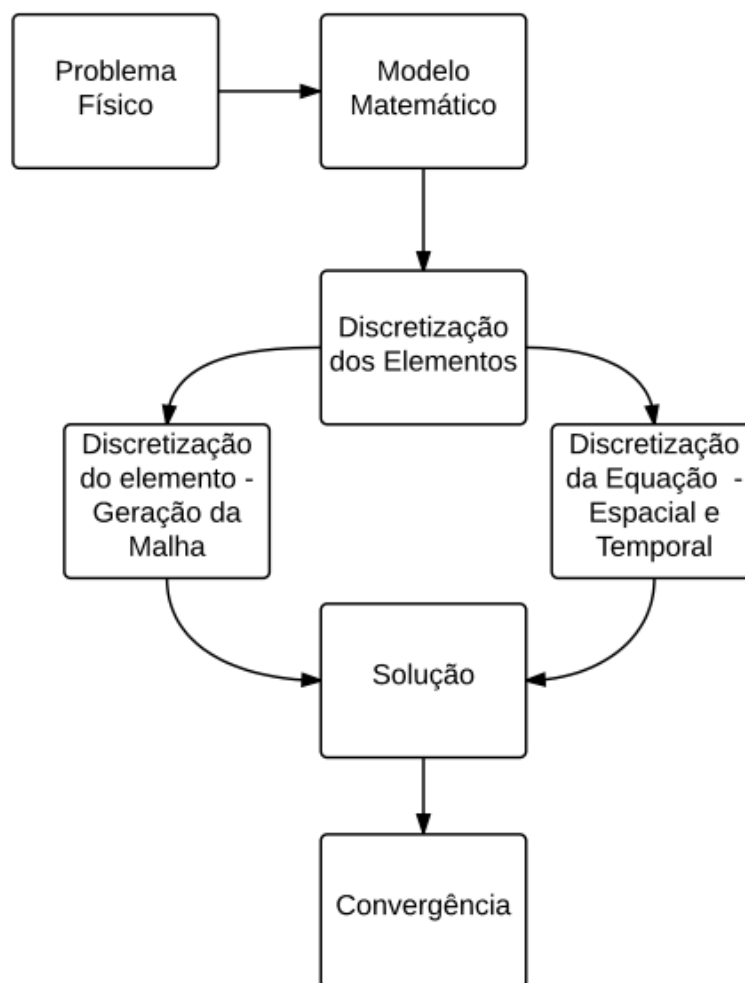 Problema
Físico
Modelo
Matemático
Discretização
dos Elementos
Discretização
do elemento -
Geração da
Malha
Discretização
da Equação -
Espacial e
Temporal
Solução
Convergência